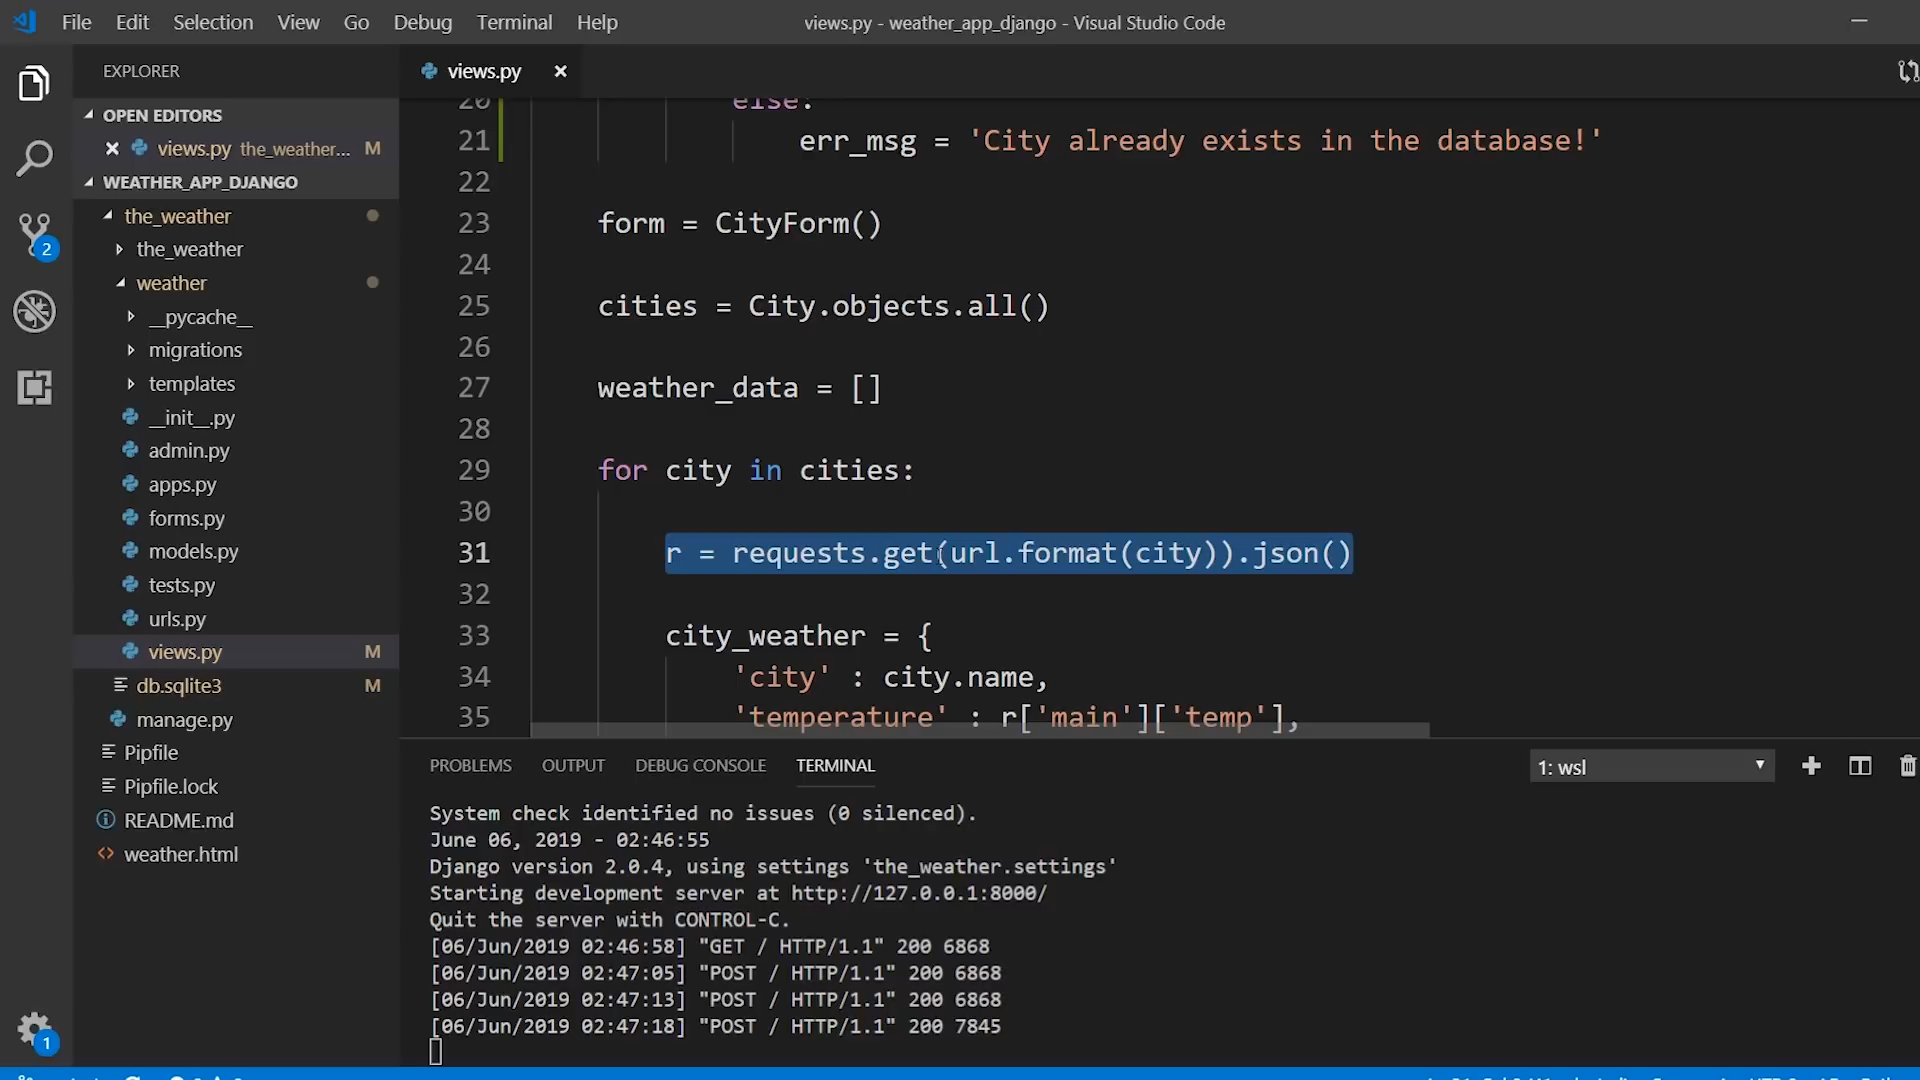 File Edit Selection View Go Debug Terminal Help
views.py - weather_app_django - Visual Studio Code
EXPLORER
OPEN EDITORS
views.py the_weather... M
WEATHER_APP_DJANGO
the_weather
the_weather
weather
__pycache__
migrations
templates
__init__.py
admin.py
apps.py
forms.py
models.py
tests.py
urls.py
views.py M
db.sqlite3 M
manage.py
Pipfile
Pipfile.lock
README.md
weather.html
2
1
views.py
20 else:
21 err_msg = 'City already exists in the database!'
22
23 form = CityForm()
24
25 cities = City.objects.all()
26
27 weather_data = []
28
29 for city in cities:
30
31 r = requests.get(url.format(city)).json()
32
33 city_weather = {
34 'city' : city.name,
35 'temperature' : r['main']['temp'],
PROBLEMS OUTPUT DEBUG CONSOLE TERMINAL
1: wsl
System check identified no issues (0 silenced).
June 06, 2019 - 02:46:55
Django version 2.0.4, using settings 'the_weather.settings'
Starting development server at http://127.0.0.1:8000/
Quit the server with CONTROL-C.
[06/Jun/2019 02:46:58] "GET / HTTP/1.1" 200 6868
[06/Jun/2019 02:47:05] "POST / HTTP/1.1" 200 6868
[06/Jun/2019 02:47:13] "POST / HTTP/1.1" 200 6868
[06/Jun/2019 02:47:18] "POST / HTTP/1.1" 200 7845